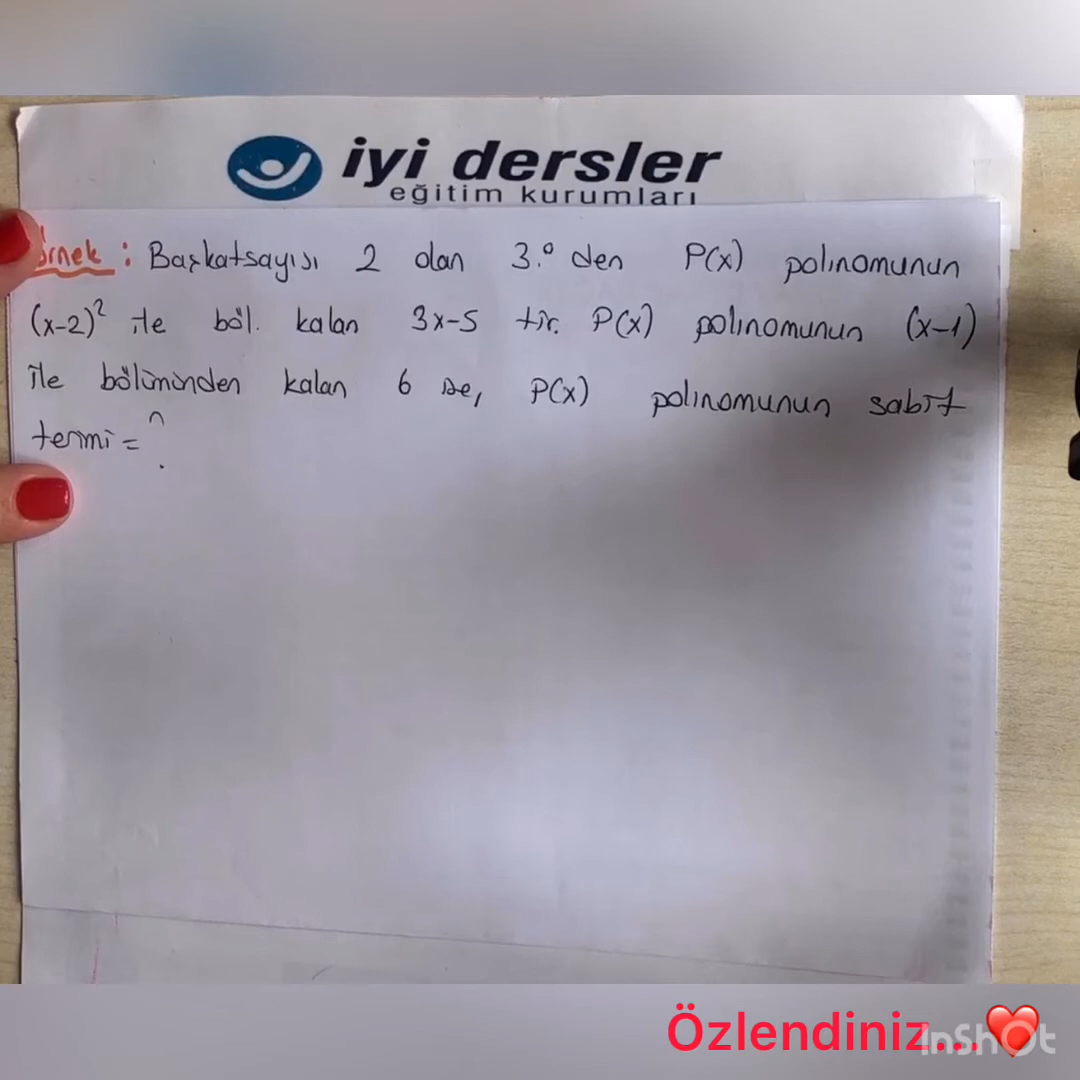 iyi dersler
eğitim kurumları
Örnek : Başkatsayısı 2 olan 3.° den P(x) polinomunun
(x-2)² ile böl. kalan 3x-5 tir. P(x) polinomunun (x-1)
ile bölümünden kalan 6 ise, P(x) polinomunun sabit
terimi = ?
Özlendiniz...❤️
InShOt